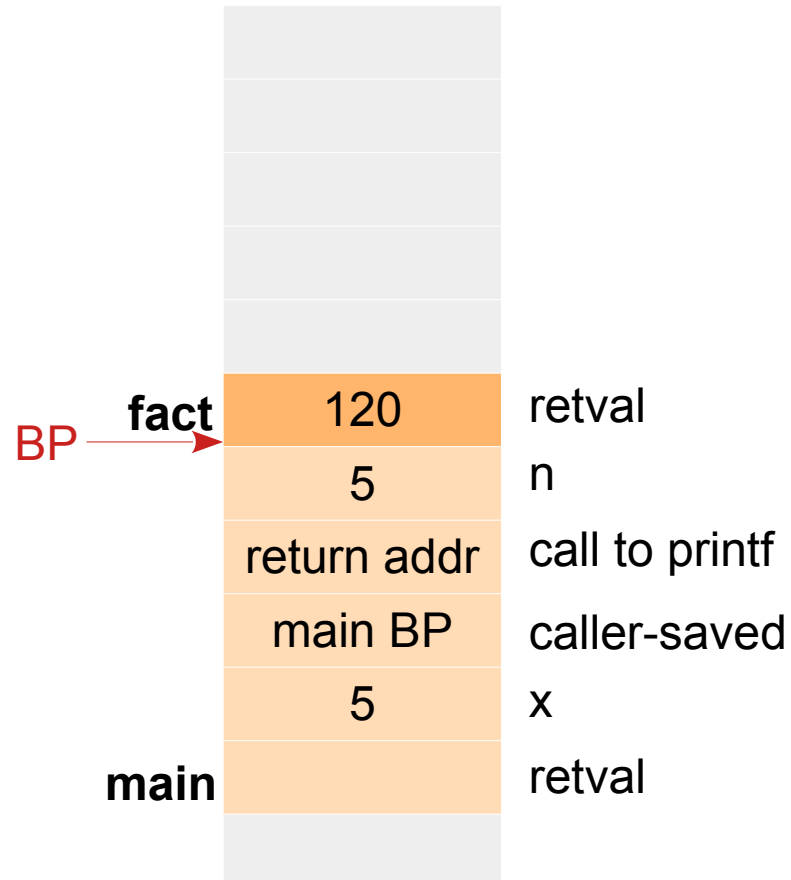 fact 120 retval
BP
5 n
return addr call to printf
main BP caller-saved
5 x
main retval